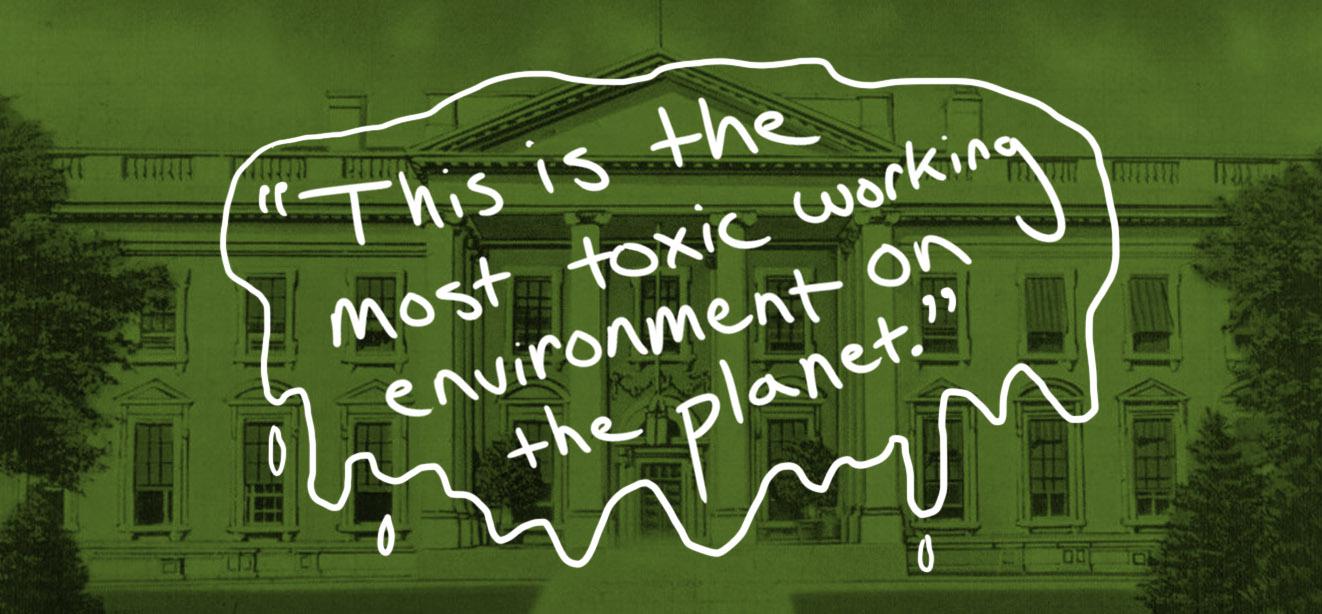 “This is the
most toxic working
environment on
the planet.”